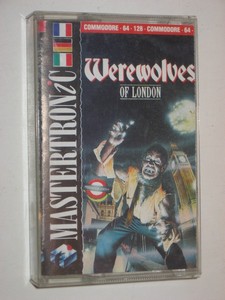 COMMODORE · 64 · 128 · COMMODORE · 64 ·
Werewolves
OF LONDON
MASTERTRONiC